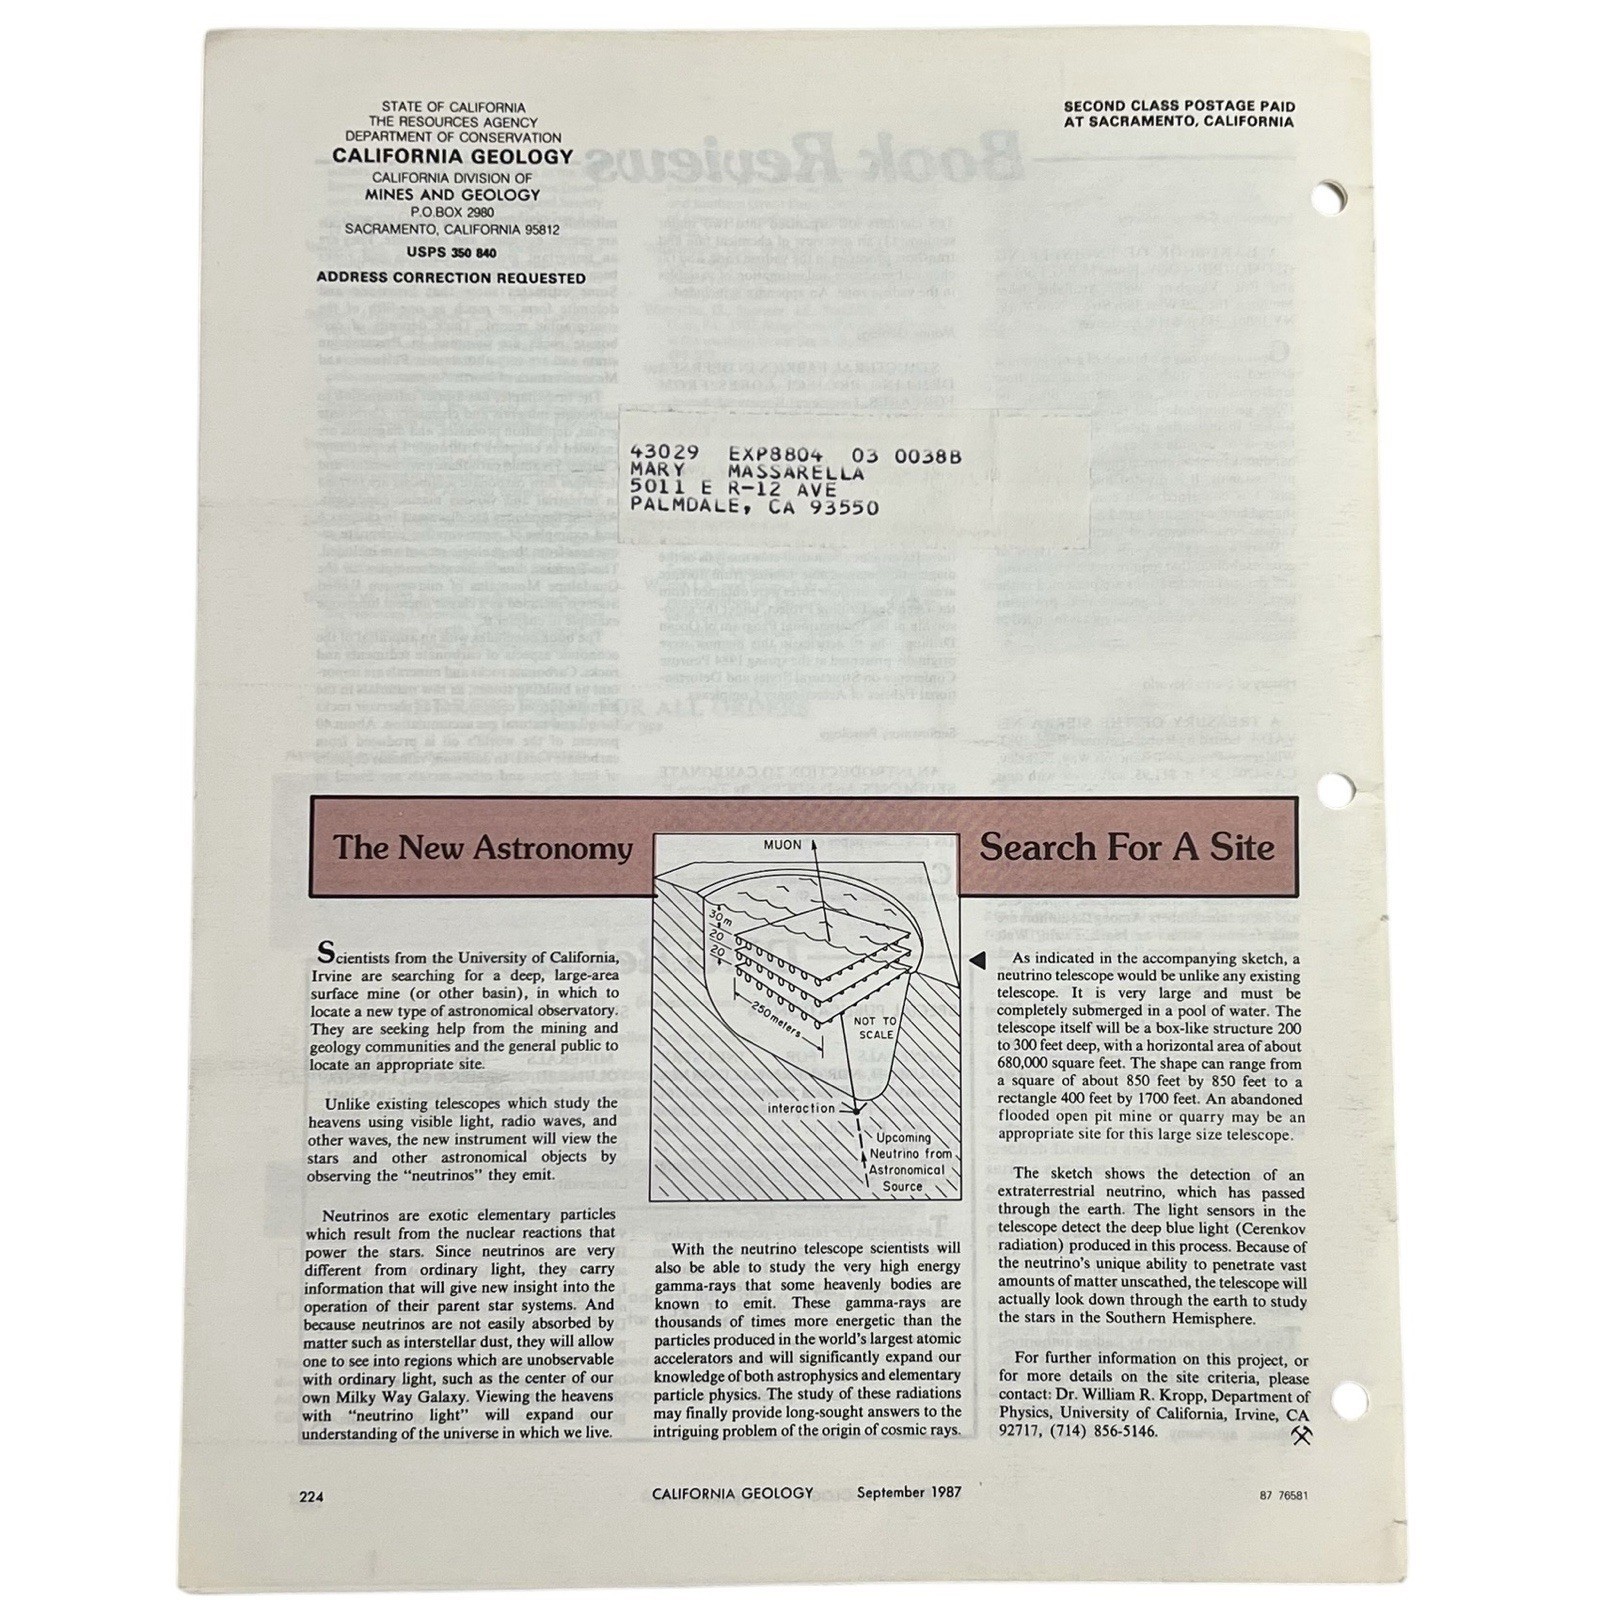 STATE OF CALIFORNIA
THE RESOURCES AGENCY
DEPARTMENT OF CONSERVATION
CALIFORNIA GEOLOGY
CALIFORNIA DIVISION OF
MINES AND GEOLOGY
P.O.BOX 2980
SACRAMENTO, CALIFORNIA 95812
USPS 350 840
ADDRESS CORRECTION REQUESTED
SECOND CLASS POSTAGE PAID
AT SACRAMENTO, CALIFORNIA
43029 EXP8804 03 0038B
MARY MASSARELLA
5011 E R-12 AVE
PALMDALE, CA 93550
The New Astronomy
Search For A Site
Scientists from the University of California,
Irvine are searching for a deep, large-area
surface mine (or other basin), in which to
locate a new type of astronomical observatory.
They are seeking help from the mining and
geology communities and the general public to
locate an appropriate site.
Unlike existing telescopes which study the
heavens using visible light, radio waves, and
other waves, the new instrument will view the
stars and other astronomical objects by
observing the "neutrinos" they emit.
Neutrinos are exotic elementary particles
which result from the nuclear reactions that
power the stars. Since neutrinos are very
different from ordinary light, they carry
information that will give new insight into the
operation of their parent star systems. And
because neutrinos are not easily absorbed by
matter such as interstellar dust, they will allow
one to see into regions which are unobservable
with ordinary light, such as the center of our
own Milky Way Galaxy. Viewing the heavens
with "neutrino light" will expand our
understanding of the universe in which we live.
MUON
30m
20
20
250 meters
NOT TO
SCALE
interaction
Upcoming
Neutrino from
Astronomical
Source
With the neutrino telescope scientists will
also be able to study the very high energy
gamma-rays that some heavenly bodies are
known to emit. These gamma-rays are
thousands of times more energetic than the
particles produced in the world's largest atomic
accelerators and will significantly expand our
knowledge of both astrophysics and elementary
particle physics. The study of these radiations
may finally provide long-sought answers to the
intriguing problem of the origin of cosmic rays.
As indicated in the accompanying sketch, a
neutrino telescope would be unlike any existing
telescope. It is very large and must be
completely submerged in a pool of water. The
telescope itself will be a box-like structure 200
to 300 feet deep, with a horizontal area of about
680,000 square feet. The shape can range from
a square of about 850 feet by 850 feet to a
rectangle 400 feet by 1700 feet. An abandoned
flooded open pit mine or quarry may be an
appropriate site for this large size telescope.
The sketch shows the detection of an
extraterrestrial neutrino, which has passed
through the earth. The light sensors in the
telescope detect the deep blue light (Cerenkov
radiation) produced in this process. Because of
the neutrino's unique ability to penetrate vast
amounts of matter unscathed, the telescope will
actually look down through the earth to study
the stars in the Southern Hemisphere.
For further information on this project, or
for more details on the site criteria, please
contact: Dr. William R. Kropp, Department of
Physics, University of California, Irvine, CA
92717, (714) 856-5146.
224
CALIFORNIA GEOLOGY September 1987
87 76581